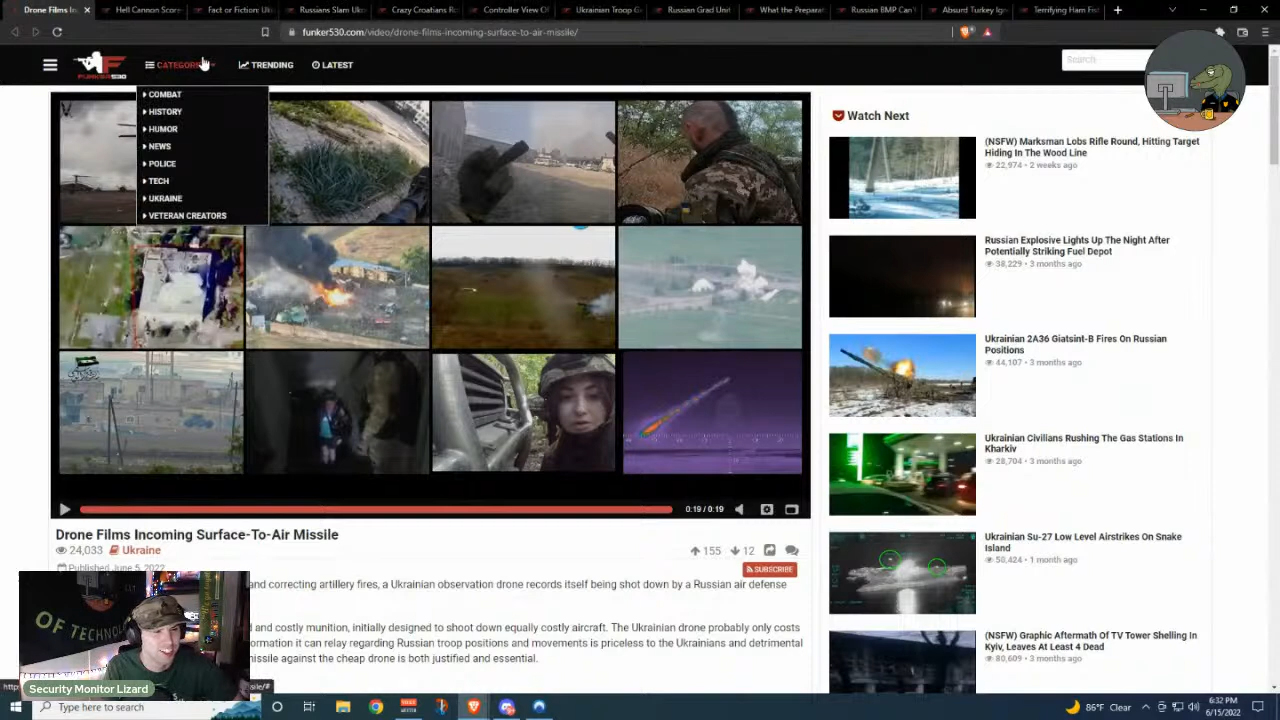 Drone Films In
Hell Cannon Score
Fact or Fiction: Uk
Russians Slam Uk
Crazy Croatians Ro
Controller View Of
Ukrainian Troop G
Russian Grad Unit
What the Preparat
Russian BMP Can't
Absurd Turkey Ign
Terrifying Ham Fist
funker530.com/video/drone-films-incoming-surface-to-air-missile/
FUNKER530
CATEGOR
TRENDING
LATEST
Search
COMBAT
HISTORY
HUMOR
NEWS
POLICE
TECH
UKRAINE
VETERAN CREATORS
Watch Next
(NSFW) Marksman Lobs Rifle Round, Hitting Target
Hiding In The Wood Line
22,974 • 2 weeks ago
Russian Explosive Lights Up The Night After
Potentially Striking Fuel Depot
38,229 • 3 months ago
Ukrainian 2A36 Giatsint-B Fires On Russian
Positions
44,107 • 3 months ago
Ukrainian Civilians Rushing The Gas Stations In
Kharkiv
28,704 • 3 months ago
Ukrainian Su-27 Low Level Airstrikes On Snake
Island
50,424 • 1 month ago
(NSFW) Graphic Aftermath Of TV Tower Shelling In
Kyiv, Leaves At Least 4 Dead
80,609 • 3 months ago
0:19 / 0:19
Drone Films Incoming Surface-To-Air Missile
24,033 Ukraine
155 12
Published June 5, 2022
SUBSCRIBE
and correcting artillery fires, a Ukrainian observation drone records itself being shot down by a Russian air defense
d and costly munition, initially designed to shoot down equally costly aircraft. The Ukrainian drone probably only costs
ormation it can relay regarding Russian troop positions and movements is priceless to the Ukrainians and detrimental
missile against the cheap drone is both justified and essential.
OF TECHNOLO
Security Monitor Lizard
Type here to search
86°F Clear
6:32 PM
6/15/2022